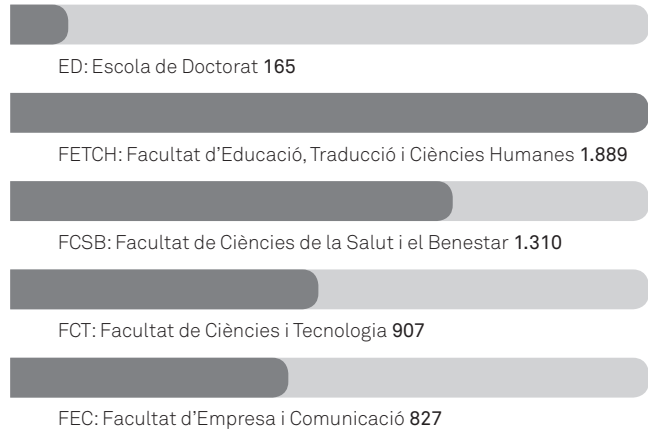 ED: Escola de Doctorat 165
FETCH: Facultat d’Educació, Traducció i Ciències Humanes 1.889
FCSB: Facultat de Ciències de la Salut i el Benestar 1.310
FCT: Facultat de Ciències i Tecnologia 907
FEC: Facultat d’Empresa i Comunicació 827